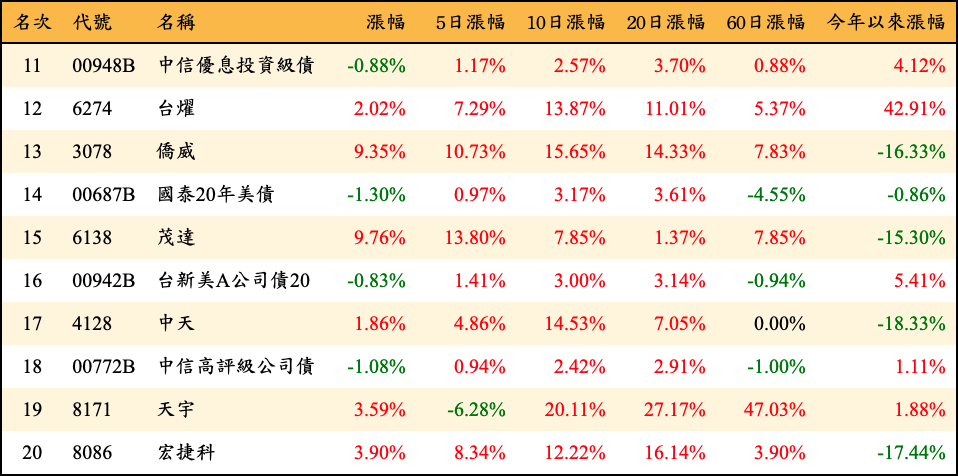 名次 代號 名稱 漲幅 5日漲幅 10日漲幅 20日漲幅 60日漲幅 今年以來漲幅
11 00948B 中信優息投資級債 -0.88% 1.17% 2.57% 3.70% 0.88% 4.12%
12 6274 台燿 2.02% 7.29% 13.87% 11.01% 5.37% 42.91%
13 3078 僑威 9.35% 10.73% 15.65% 14.33% 7.83% -16.33%
14 00687B 國泰20年美債 -1.30% 0.97% 3.17% 3.61% -4.55% -0.86%
15 6138 茂達 9.76% 13.80% 7.85% 1.37% 7.85% -15.30%
16 00942B 台新美A公司債20 -0.83% 1.41% 3.00% 3.14% -0.94% 5.41%
17 4128 中天 1.86% 4.86% 14.53% 7.05% 0.00% -18.33%
18 00772B 中信高評級公司債 -1.08% 0.94% 2.42% 2.91% -1.00% 1.11%
19 8171 天宇 3.59% -6.28% 20.11% 27.17% 47.03% 1.88%
20 8086 宏捷科 3.90% 8.34% 12.22% 16.14% 3.90% -17.44%